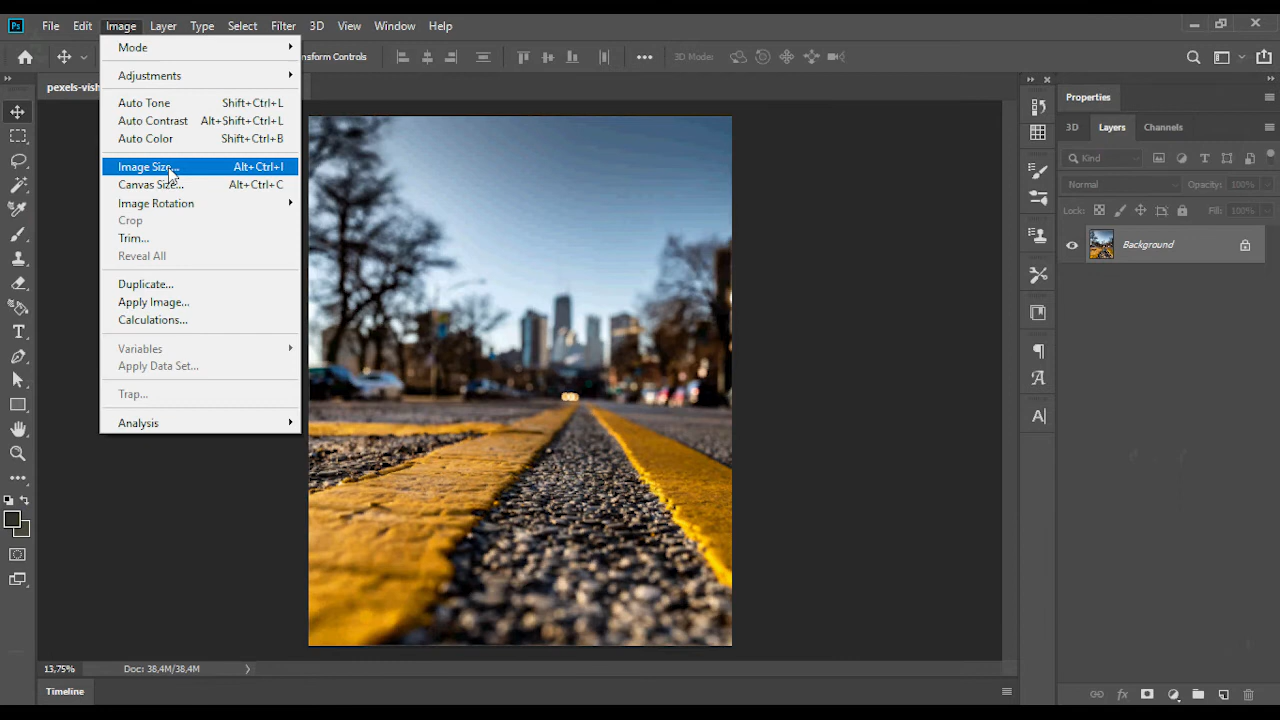 Ps File Edit Image Layer Type Select Filter 3D View Window Help
nsform Controls ••• 3D Modes:
pexels-vish
Mode
Adjustments
Auto Tone Shift+Ctrl+L
Auto Contrast Alt+Shift+Ctrl+L
Auto Color Shift+Ctrl+B
Image Size... Alt+Ctrl+I
Canvas Size... Alt+Ctrl+C
Image Rotation
Crop
Trim...
Reveal All
Duplicate...
Apply Image...
Calculations...
Variables
Apply Data Set...
Trap...
Analysis
Properties
3D Layers Channels
Kind
Normal Opacity: 100%
Lock: Fill: 100%
Background
13,75% Doc: 38,4M/38,4M
Timeline